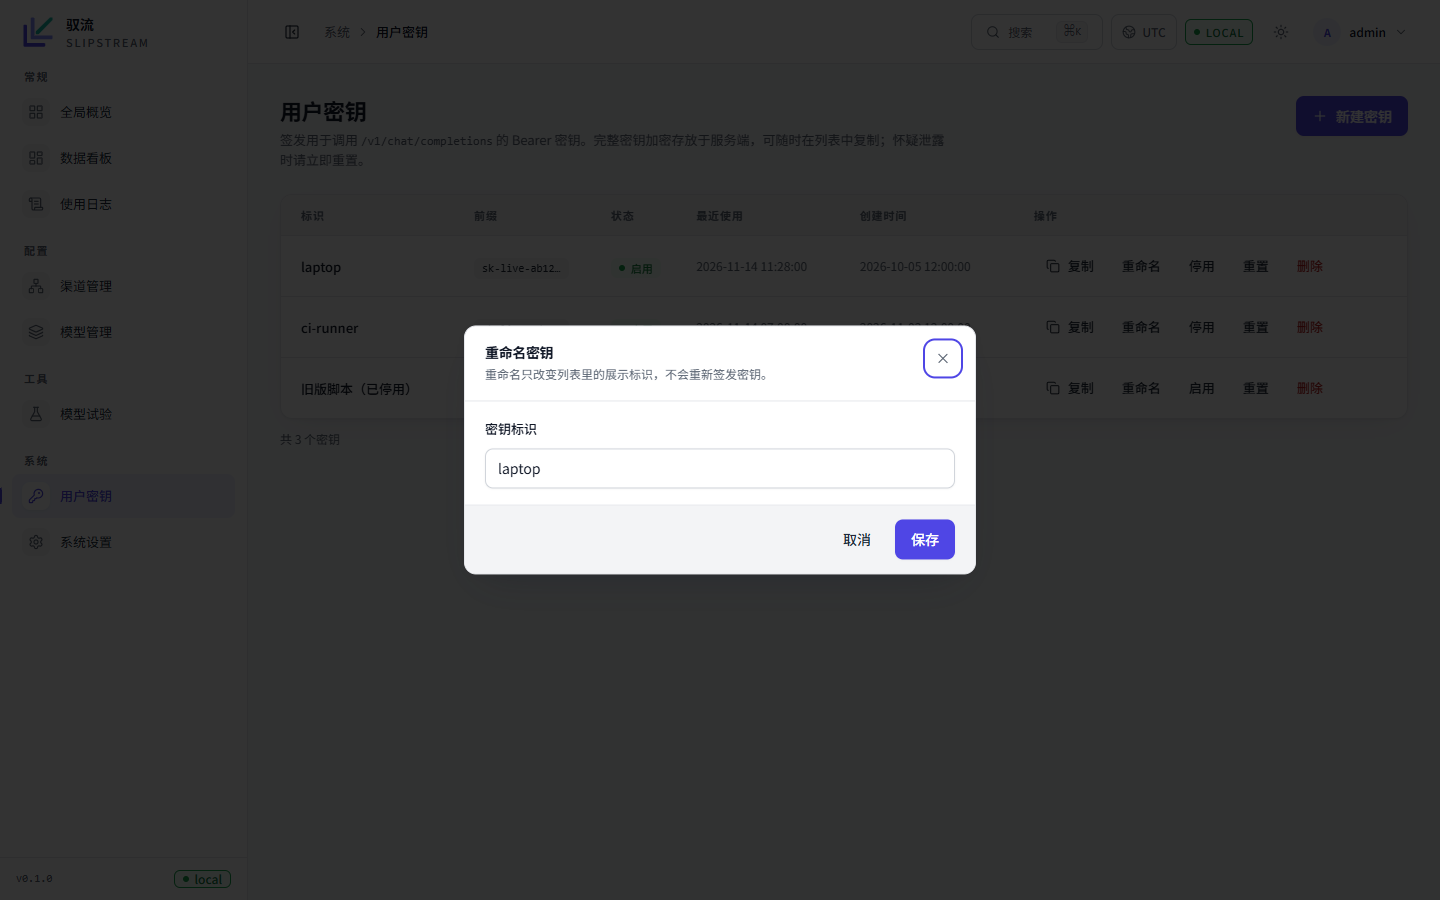 驭流
SLIPSTREAM
常规
全局概览
数据看板
使用日志
配置
渠道管理
模型管理
工具
模型试验
系统
用户密钥
系统设置
v0.1.0
local
系统 > 用户密钥
搜索 ⌘K
UTC
LOCAL
A admin
用户密钥
签发用于调用 /v1/chat/completions 的 Bearer 密钥。完整密钥加密存放于服务端，可随时在列表中复制；怀疑泄露
时请立即重置。
新建密钥
标识 前缀 状态 最近使用 创建时间 操作
laptop sk-live-ab12… 启用 2026-11-14 11:28:00 2026-10-05 12:00:00 复制 重命名 停用 重置 删除
ci-runner 复制 重命名 停用 重置 删除
旧版脚本（已停用） 复制 重命名 启用 重置 删除
共 3 个密钥
重命名密钥
重命名只改变列表里的展示标识，不会重新签发密钥。
密钥标识
laptop
取消 保存